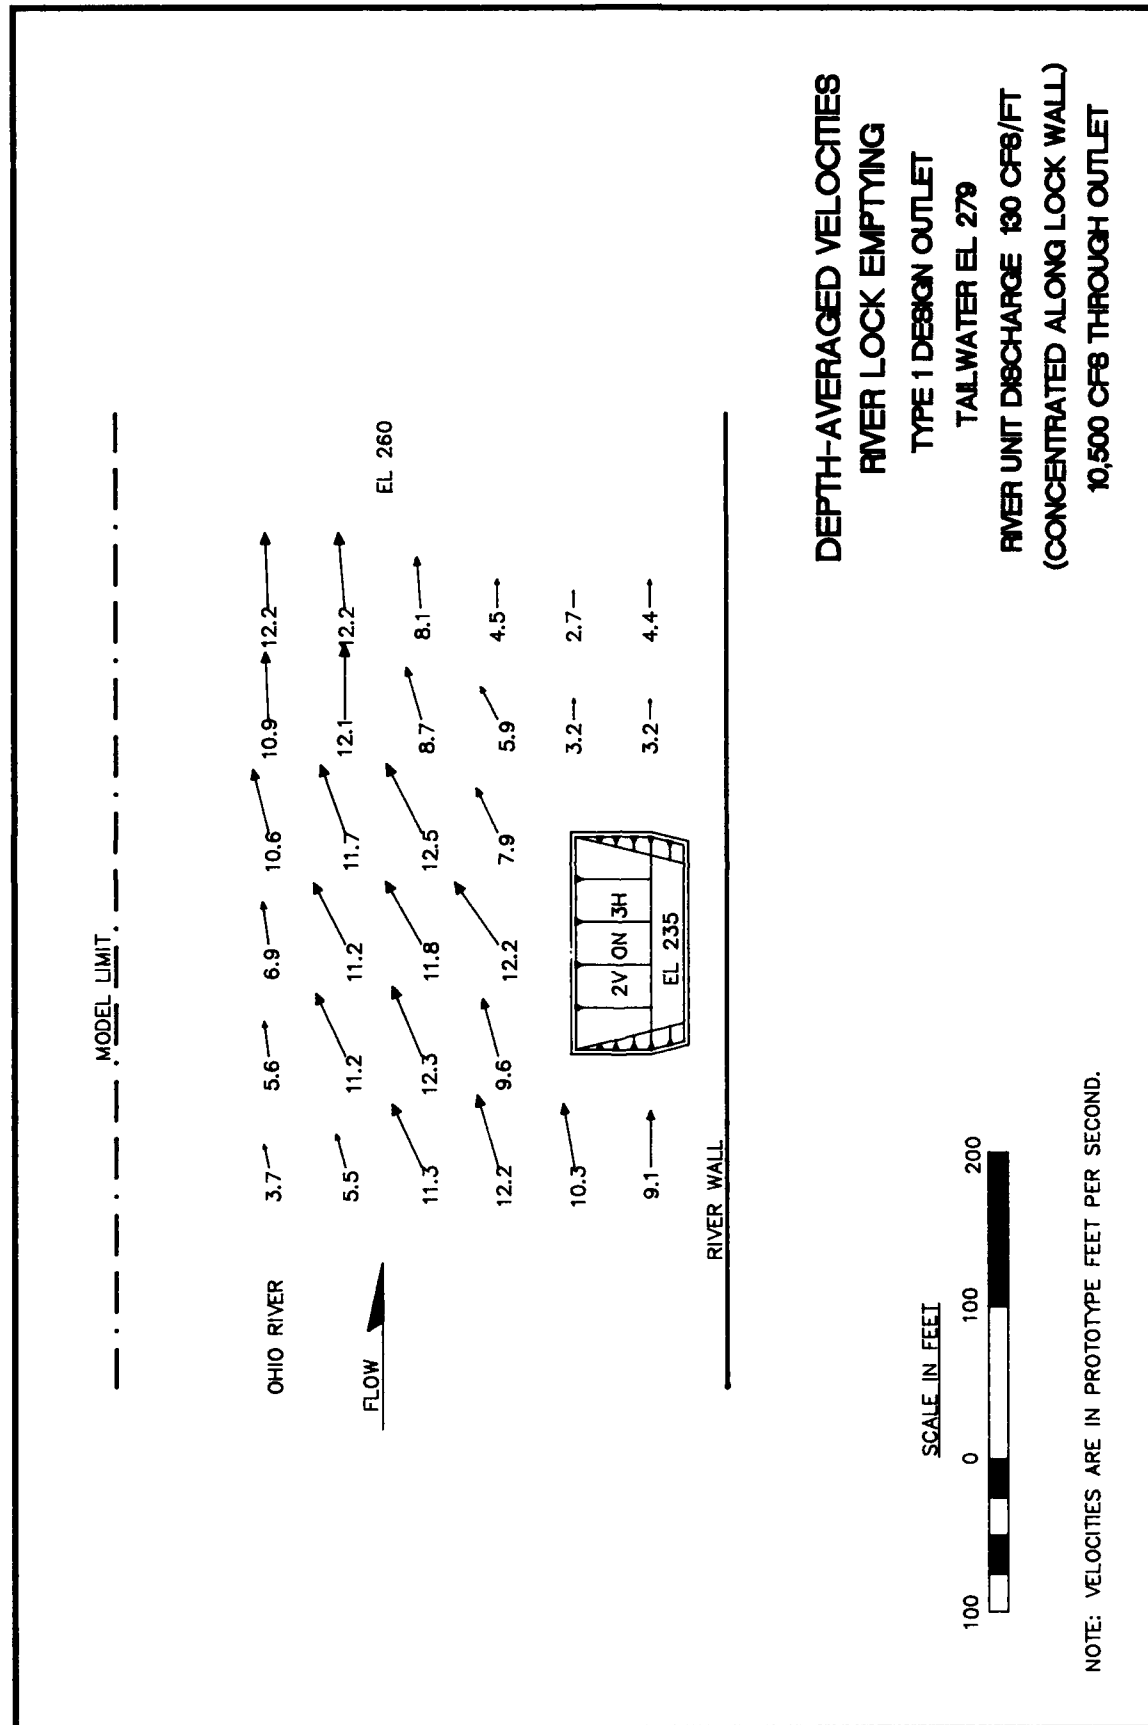 MODEL LIMIT
OHIO RIVER
FLOW
3.7 5.6 6.9 10.6 10.9 12.2
5.5 11.2 11.2 11.7 12.1 12.2
EL 260
11.3 12.3 11.8 12.5 8.7 8.1
12.2 9.6 12.2 7.9 5.9 4.5
10.3 3.2 2.7
2V ON 3H
9.1 3.2 4.4
EL 235
RIVER WALL
SCALE IN FEET
100 0 100 200
NOTE: VELOCITIES ARE IN PROTOTYPE FEET PER SECOND.
DEPTH-AVERAGED VELOCITIES
RIVER LOCK EMPTYING
TYPE 1 DESIGN OUTLET
TAILWATER EL 279
RIVER UNIT DISCHARGE 130 CFS/FT
(CONCENTRATED ALONG LOCK WALL)
10,500 CFS THROUGH OUTLET